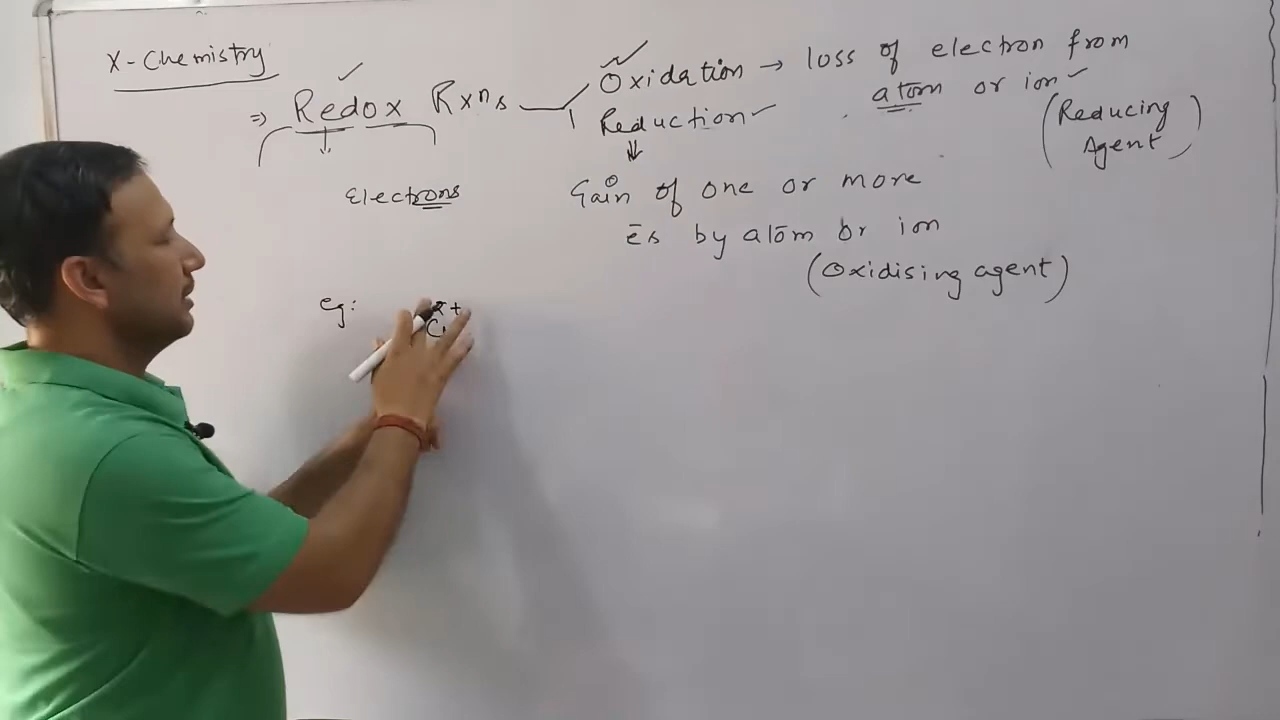 X-Chemistry
⇒ Redox Rxⁿs
Oxidation → loss of electron from
atom or ion
(Reducing
Agent)
Reduction
⇓
Electrons
Gain of one or more
ēs by atom or ion
(Oxidising agent)
eg: